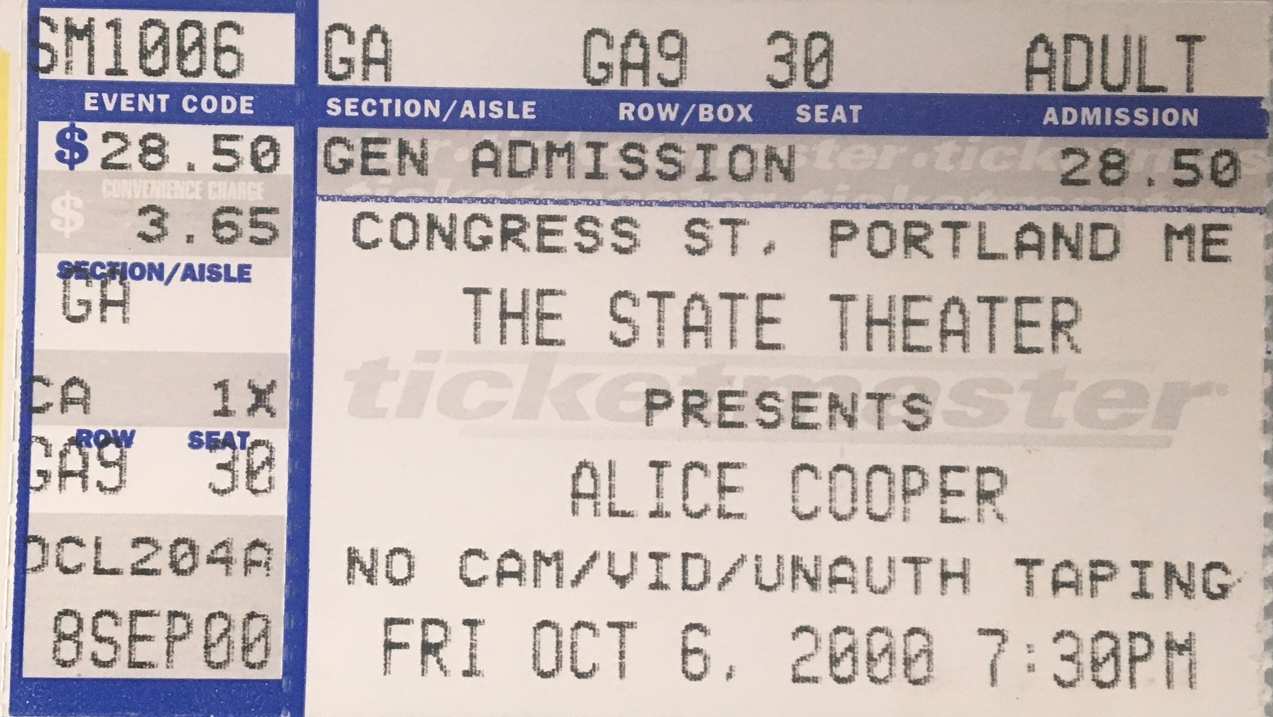 SM1006
EVENT CODE
$ 28.50
CONVENIENCE CHARGE
$ 3.65
SECTION/AISLE
GA
CA 1X
ROW SEAT
GA9 30
OCL204A
8SEP00
GA GA9 30 ADULT
SECTION/AISLE ROW/BOX SEAT ADMISSION
GEN ADMISSION 28.50
CONGRESS ST, PORTLAND ME
THE STATE THEATER
ticketmaster
PRESENTS
ALICE COOPER
NO CAM/VID/UNAUTH TAPING
FRI OCT 6, 2000 7:30PM